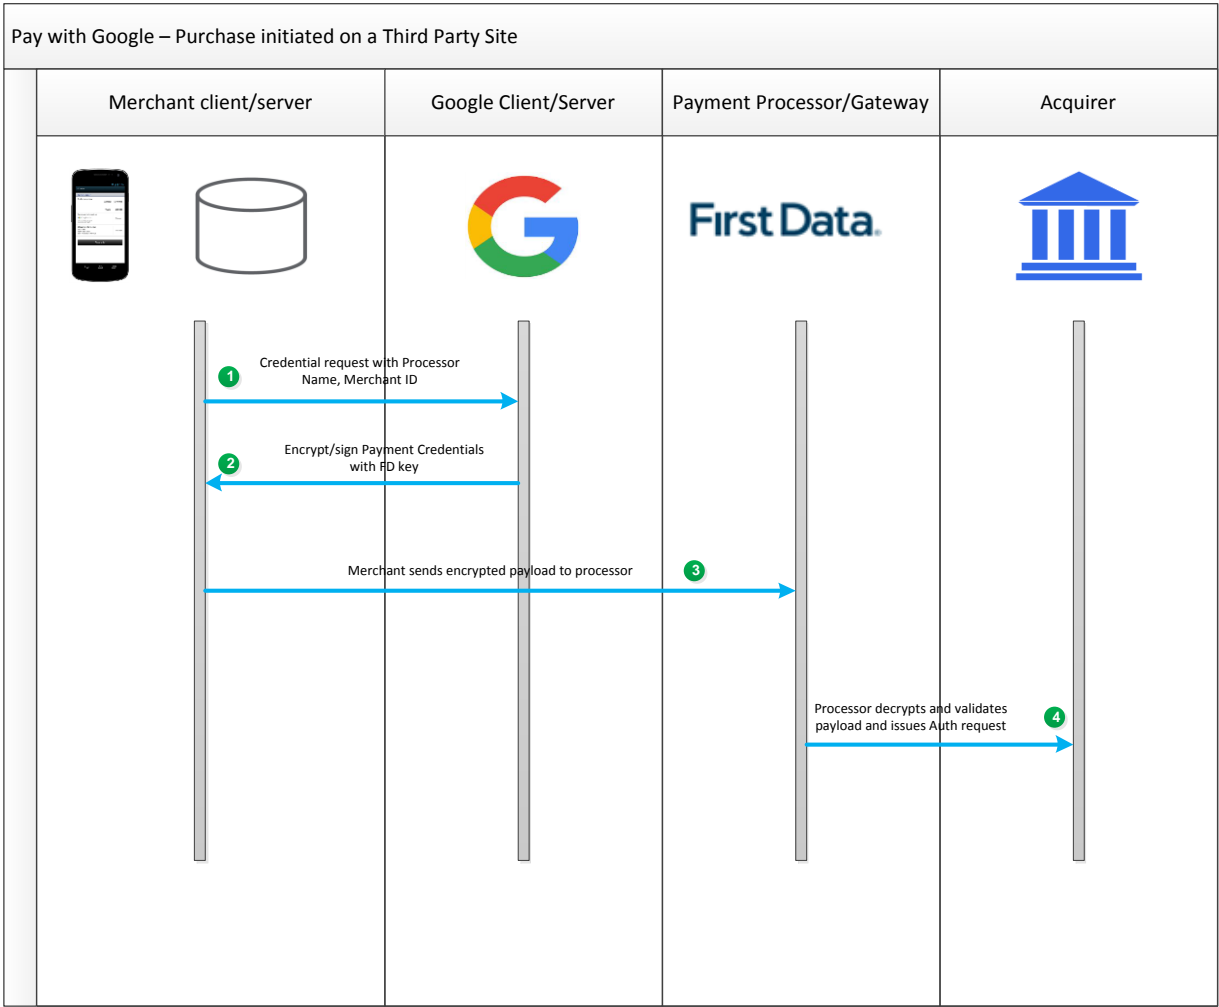 Pay with Google – Purchase initiated on a Third Party Site
Merchant client/server
Google Client/Server
Payment Processor/Gateway
Acquirer
First Data.
1
Credential request with Processor
Name, Merchant ID
2
Encrypt/sign Payment Credentials
with FD key
Merchant sends encrypted payload to processor
3
Processor decrypts and validates
payload and issues Auth request
4